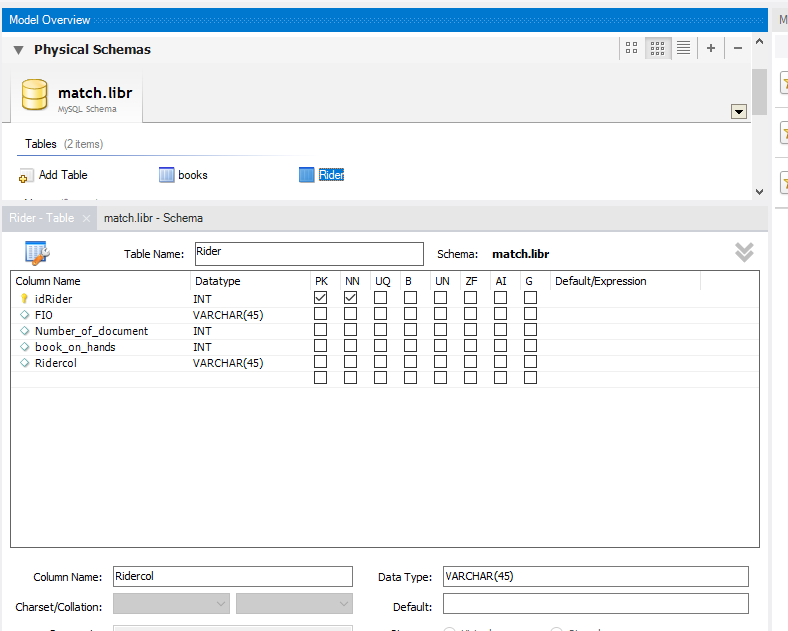 Model Overview
M
Physical Schemas
match.libr
MySQL Schema
Tables (2 items)
Add Table books Rider
Rider - Table match.libr - Schema
Table Name: Rider Schema: match.libr
Column Name Datatype PK NN UQ B UN ZF AI G Default/Expression
idRider INT
FIO VARCHAR(45)
Number_of_document INT
book_on_hands INT
Ridercol VARCHAR(45)
Column Name: Ridercol Data Type: VARCHAR(45)
Charset/Collation: Default: